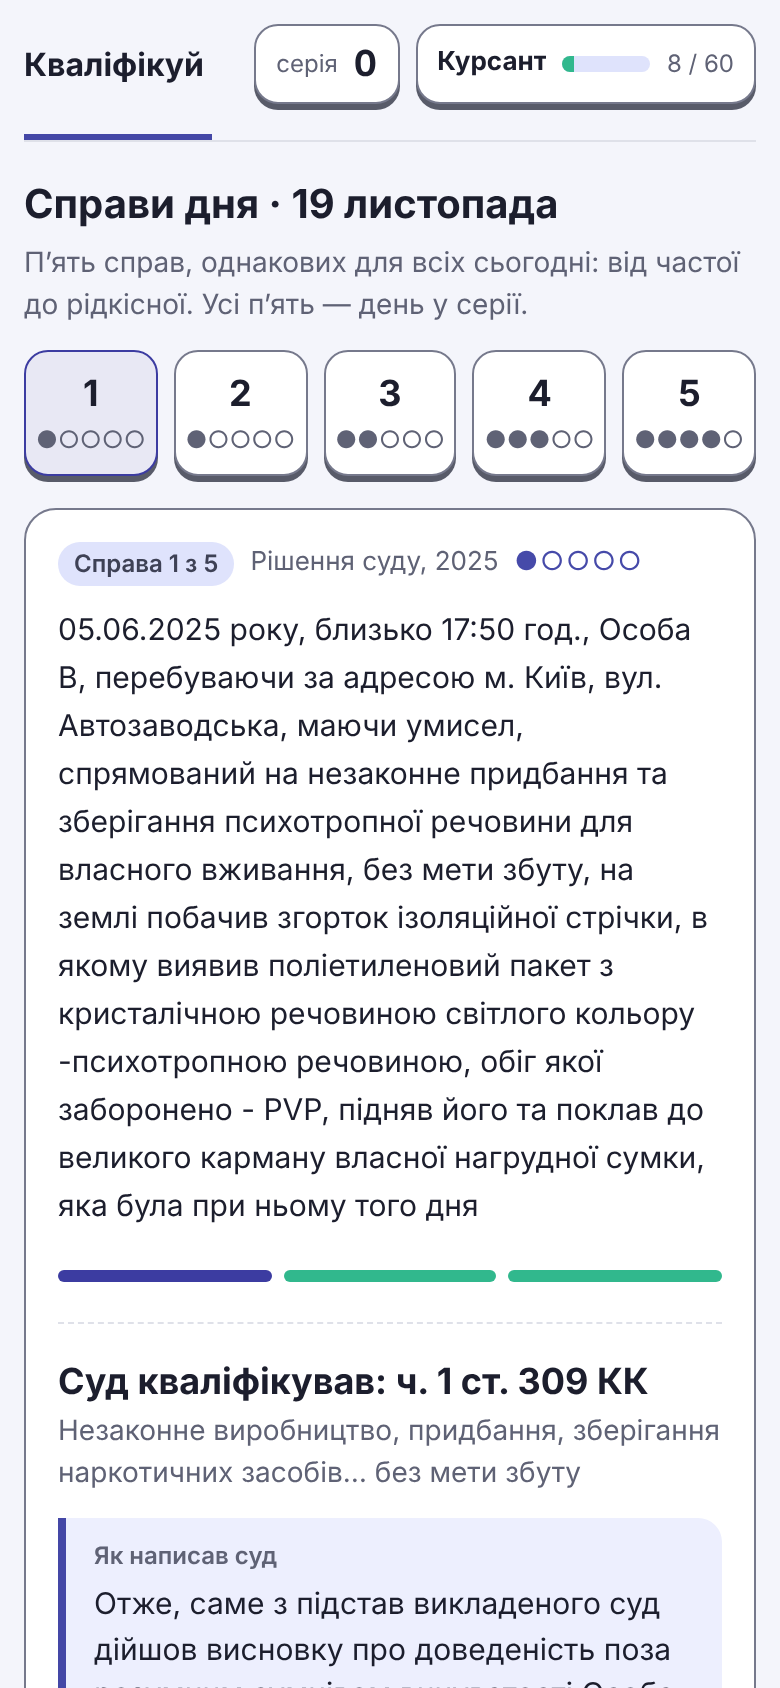 Кваліфікуй
серія 0
Курсант 8 / 60
Справи дня · 19 листопада
П’ять справ, однакових для всіх сьогодні: від частої
до рідкісної. Усі п’ять — день у серії.
1 2 3 4 5
Справа 1 з 5 Рішення суду, 2025
05.06.2025 року, близько 17:50 год., Особа
В, перебуваючи за адресою м. Київ, вул.
Автозаводська, маючи умисел,
спрямований на незаконне придбання та
зберігання психотропної речовини для
власного вживання, без мети збуту, на
землі побачив згорток ізоляційної стрічки, в
якому виявив поліетиленовий пакет з
кристалічною речовиною світлого кольору
-психотропною речовиною, обіг якої
заборонено - PVP, підняв його та поклав до
великого карману власної нагрудної сумки,
яка була при ньому того дня
Суд кваліфікував: ч. 1 ст. 309 КК
Незаконне виробництво, придбання, зберігання
наркотичних засобів… без мети збуту
Як написав суд
Отже, саме з підстав викладеного суд
дійшов висновку про доведеність поза